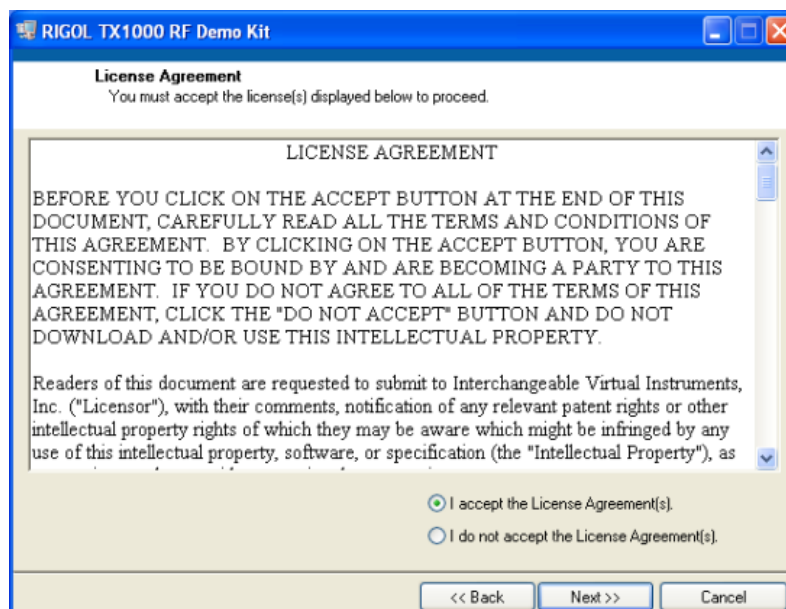 RIGOL TX1000 RF Demo Kit
License Agreement
You must accept the license(s) displayed below to proceed.
LICENSE AGREEMENT
BEFORE YOU CLICK ON THE ACCEPT BUTTON AT THE END OF THIS
DOCUMENT, CAREFULLY READ ALL THE TERMS AND CONDITIONS OF
THIS AGREEMENT.  BY CLICKING ON THE ACCEPT BUTTON, YOU ARE
CONSENTING TO BE BOUND BY AND ARE BECOMING A PARTY TO THIS
AGREEMENT.  IF YOU DO NOT AGREE TO ALL OF THE TERMS OF THIS
AGREEMENT, CLICK THE "DO NOT ACCEPT" BUTTON AND DO NOT
DOWNLOAD AND/OR USE THIS INTELLECTUAL PROPERTY.
Readers of this document are requested to submit to Interchangeable Virtual Instruments,
Inc. ("Licensor"), with their comments, notification of any relevant patent rights or other
intellectual property rights of which they may be aware which might be infringed by any
use of this intellectual property, software, or specification (the "Intellectual Property"), as
I accept the License Agreement(s).
I do not accept the License Agreement(s).
<< Back
Next >>
Cancel